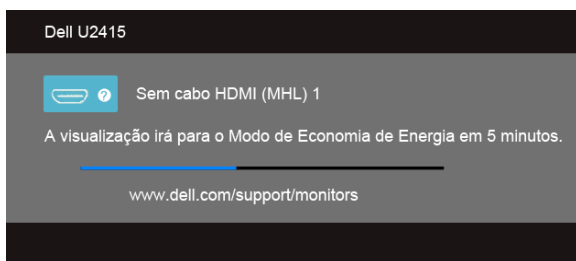 Dell U2415
Sem cabo HDMI (MHL) 1
A visualização irá para o Modo de Economia de Energia em 5 minutos.
www.dell.com/support/monitors